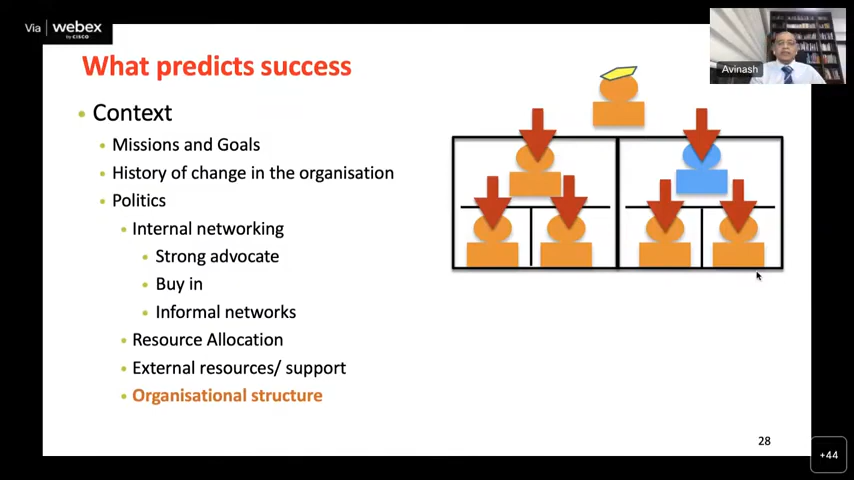 Via webex
by CISCO
Avinash
What predicts success
Context
Missions and Goals
History of change in the organisation
Politics
Internal networking
Strong advocate
Buy in
Informal networks
Resource Allocation
External resources/ support
Organisational structure
28
+44